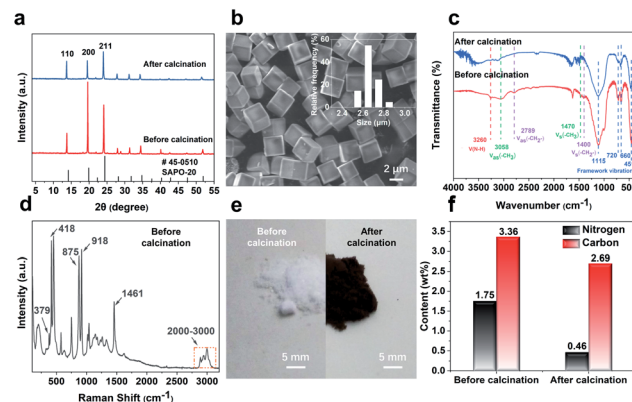 a
Intensity (a.u.)
110
200
211
After calcination
Before calcination
# 45-0510
SAPO-20
5 10 15 20 25 30 35 40 45 50 55
2θ (degree)
b
Relative frequency (%)
60
50
40
30
20
10
0
2.4 2.6 2.8 3.0
Size (μm)
2 μm
c
Transmittance (%)
After calcination
Before calcination
3260
V(N-H)
3058
Vas(-CH3)
2789
Vas(-CH2-)
1470
Vs(-CH3)
1400
Vs(-CH2-)
1115
720
660
45
Framework vibration
4000 3500 3000 2500 2000 1500 1000 500
Wavenumber (cm-1)
d
Intensity (a.u.)
Before
calcination
418
875
918
379
1461
2000-3000
500 1000 1500 2000 2500 3000
Raman Shift (cm-1)
e
Before
calcination
After
calcination
5 mm
5 mm
f
Content (wt%)
3.5
3.0
2.5
2.0
1.5
1.0
0.5
0.0
Nitrogen
Carbon
1.75
3.36
0.46
2.69
Before calcination
After calcination